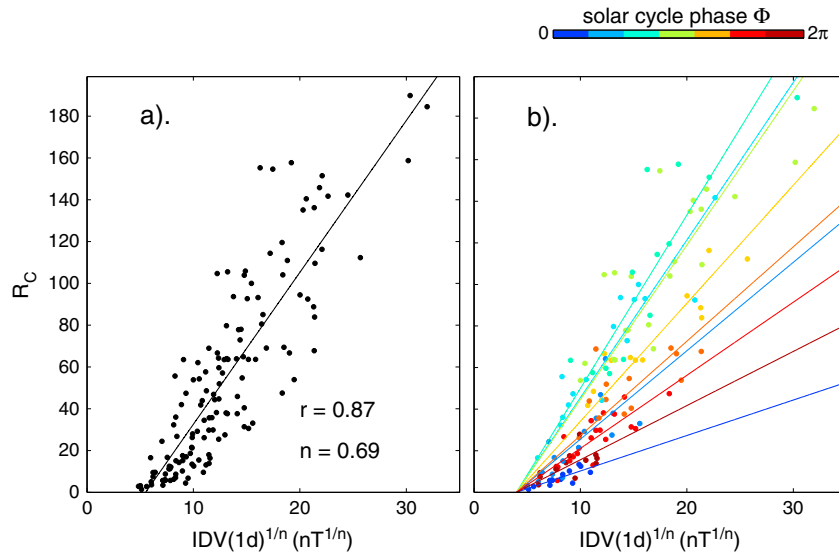 solar cycle phase Φ
0 2π
a).
b).
180
160
140
120
100
80
60
40
20
0
R_C
r = 0.87
n = 0.69
0 10 20 30
0 10 20 30
IDV(1d)^{1/n} (nT^{1/n})
IDV(1d)^{1/n} (nT^{1/n})